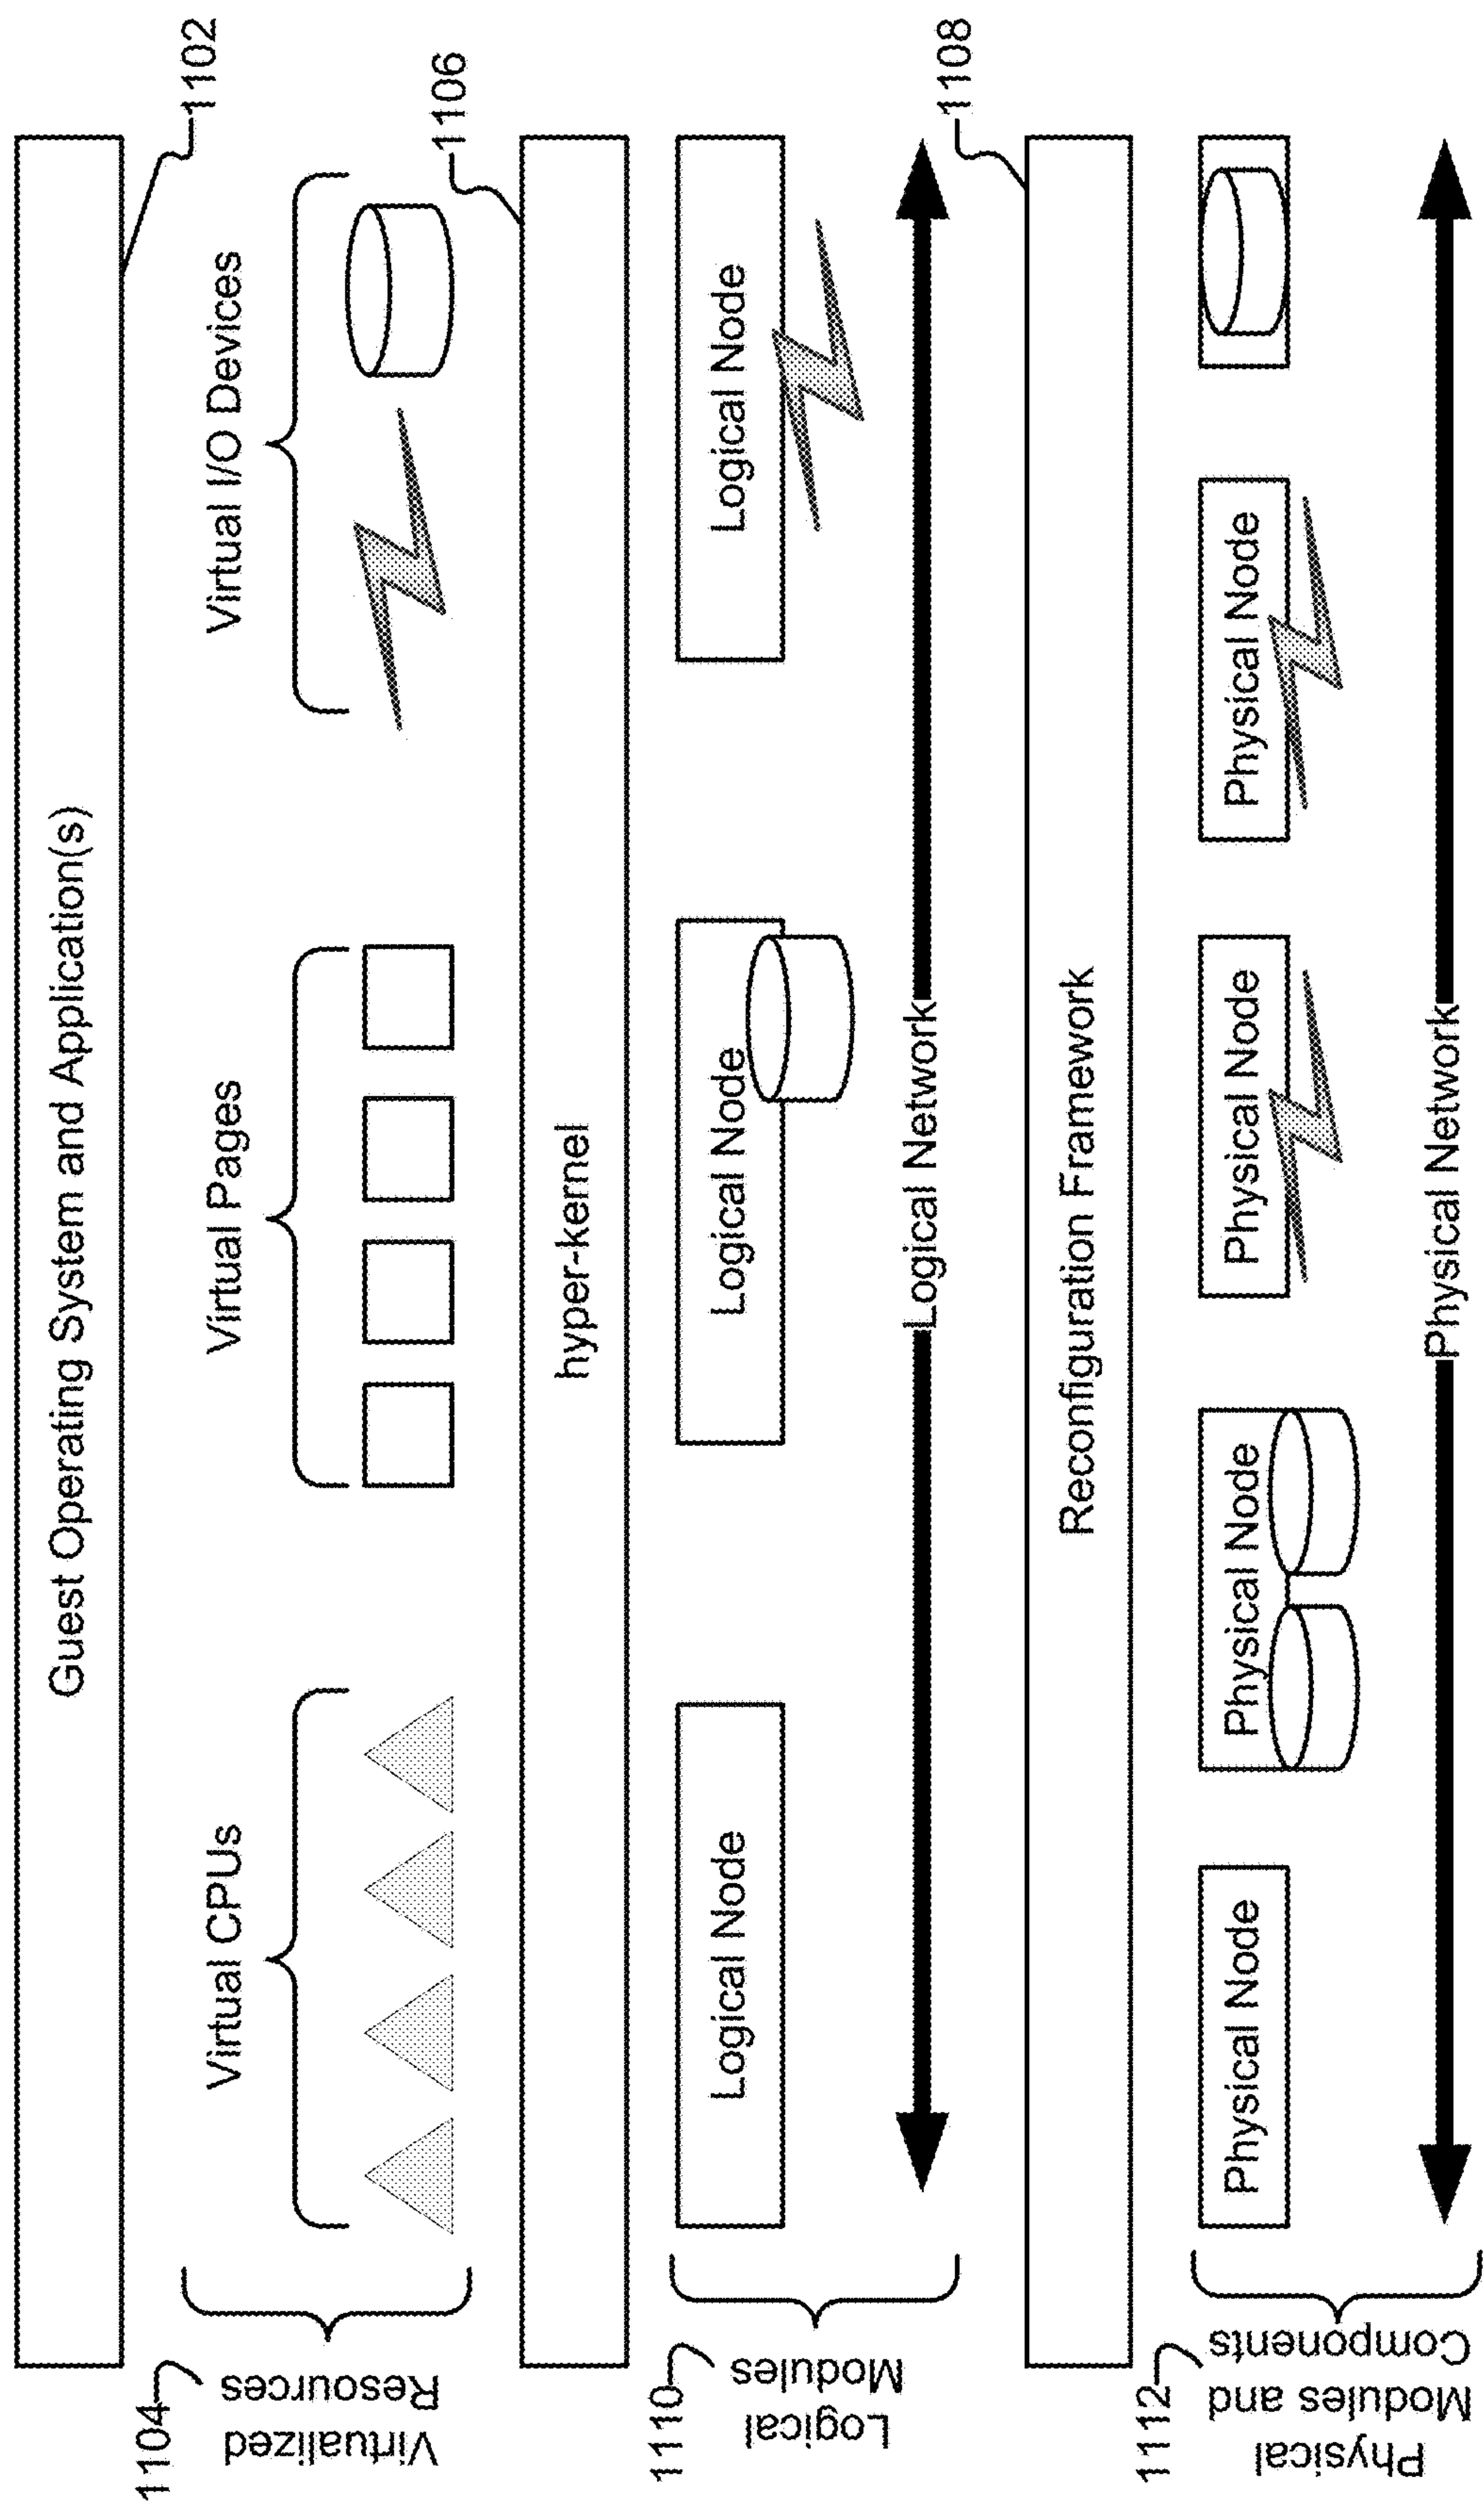 Guest Operating System and Application(s)
1102
1104
Virtualized
Resources
Virtual CPUs
Virtual Pages
Virtual I/O Devices
1106
hyper-kernel
1110
Logical
Modules
Logical Node
Logical Node
Logical Node
Logical Network
1108
Reconfiguration Framework
1112
Physical
Modules and
Components
Physical Node
Physical Node
Physical Node
Physical Node
Physical Network